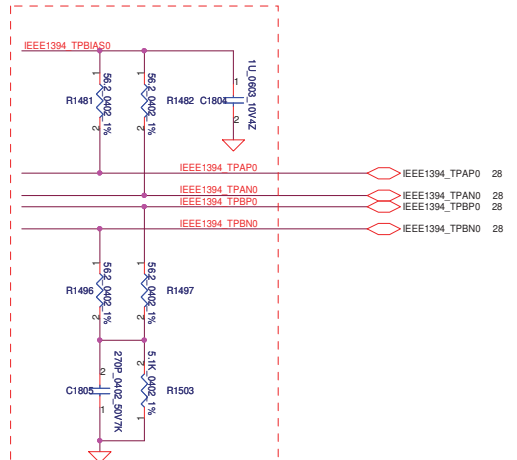 IEEE1394_TPBIAS0
1
1
1
2
2
2
56.2_0402_1%
56.2_0402_1%
1U_0603_10V4Z
R1481
R1482
C1804
IEEE1394_TPAP0
IEEE1394_TPAP0 28
IEEE1394_TPAN0
IEEE1394_TPAN0 28
IEEE1394_TPBP0
IEEE1394_TPBP0 28
IEEE1394_TPBN0
IEEE1394_TPBN0 28
1
1
2
2
56.2_0402_1%
56.2_0402_1%
R1496
R1497
2
2
1
1
270P_0402_50V7K
5.1K_0402_1%
C1805
R1503